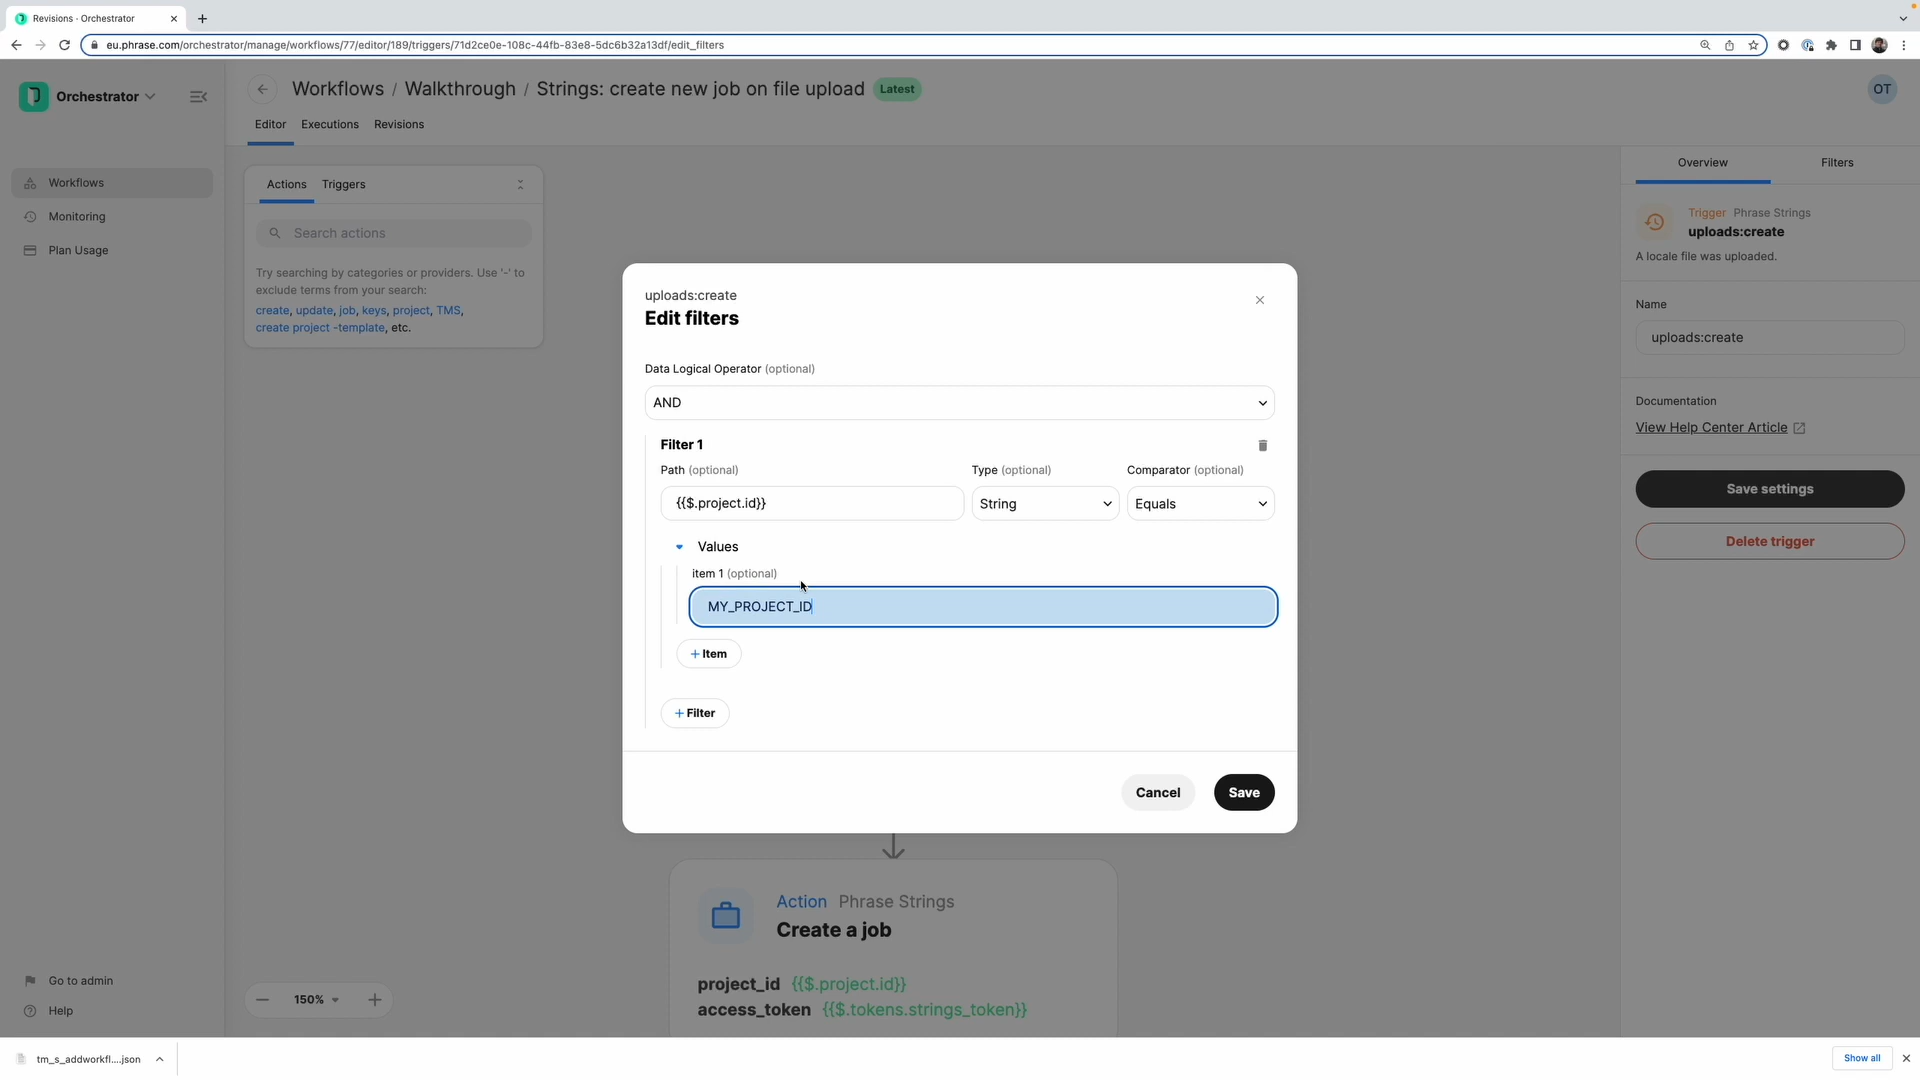 Revisions - Orchestrator
eu.phrase.com/orchestrator/manage/workflows/77/editor/189/triggers/71d2ce0e-108c-44fb-83e8-5dc6b32a13df/edit_filters
Orchestrator
Workflows / Walkthrough / Strings: create new job on file upload Latest
OT
Editor Executions Revisions
Workflows
Monitoring
Plan Usage
Actions Triggers
Search actions
Try searching by categories or providers. Use '-' to
exclude terms from your search:
create, update, job, keys, project, TMS,
create project -template, etc.
uploads:create
Edit filters
Data Logical Operator (optional)
AND
Filter 1
Path (optional) Type (optional) Comparator (optional)
{{$.project.id}} String Equals
Values
item 1 (optional)
MY_PROJECT_ID
+ Item
+ Filter
Cancel Save
Action Phrase Strings
Create a job
project_id {{$.project.id}}
access_token {{$.tokens.strings_token}}
Overview Filters
Trigger Phrase Strings
uploads:create
A locale file was uploaded.
Name
uploads:create
Documentation
View Help Center Article
Save settings
Delete trigger
Go to admin
Help
150%
tm_s_addworkfl....json
Show all